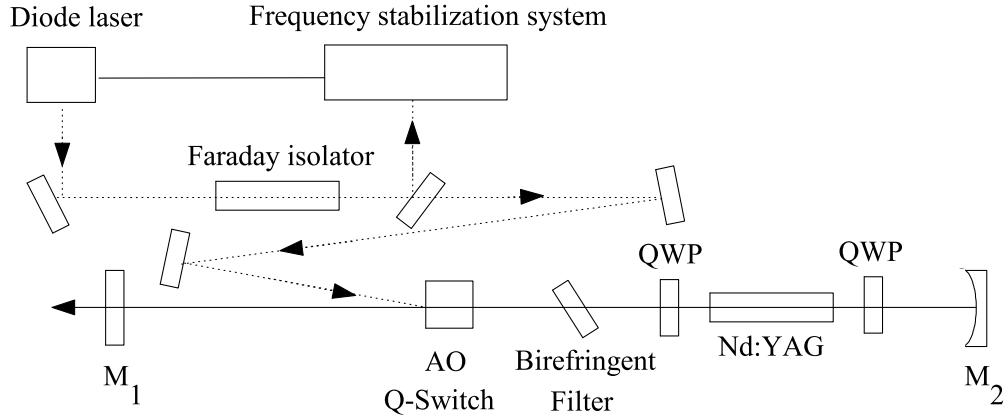 Diode laser
Frequency stabilization system
Faraday isolator
QWP
QWP
M1
AO
Q-Switch
Birefringent
Filter
Nd:YAG
M2